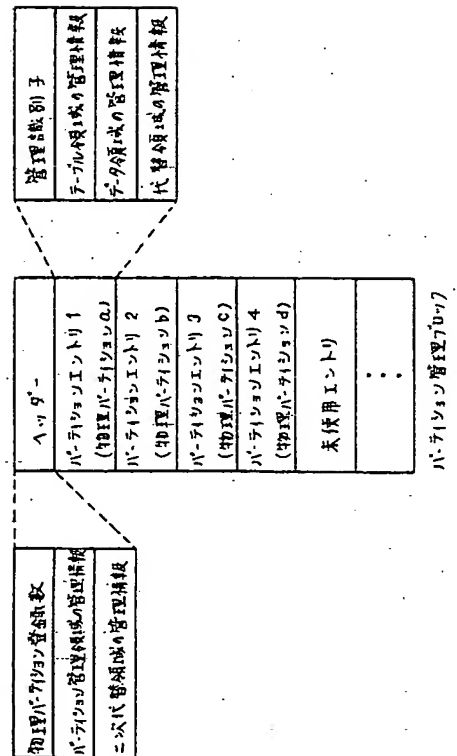 物理パーティション登録数
パーティション管理領域の管理情報
二次代替領域の管理情報
ヘッダー
パーティションエントリ1
(物理パーティションa)
パーティションエントリ2
(物理パーティションb)
パーティションエントリ3
(物理パーティションc)
パーティションエントリ4
(物理パーティションd)
未使用エントリ
パーティション管理ブロック
管理識別子
テーブル領域の管理情報
データ領域の管理情報
代替領域の管理情報